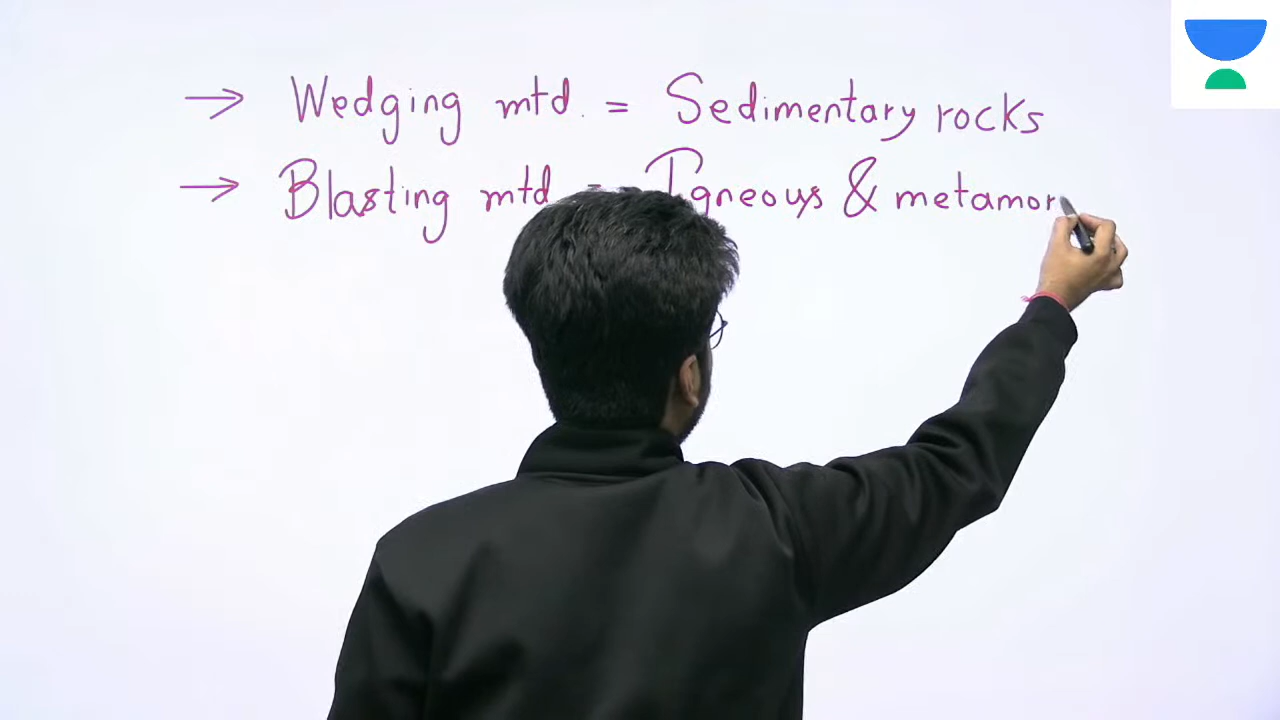 → Wedging mtd. = Sedimentary rocks
→ Blasting mtd = Igneous & metamor